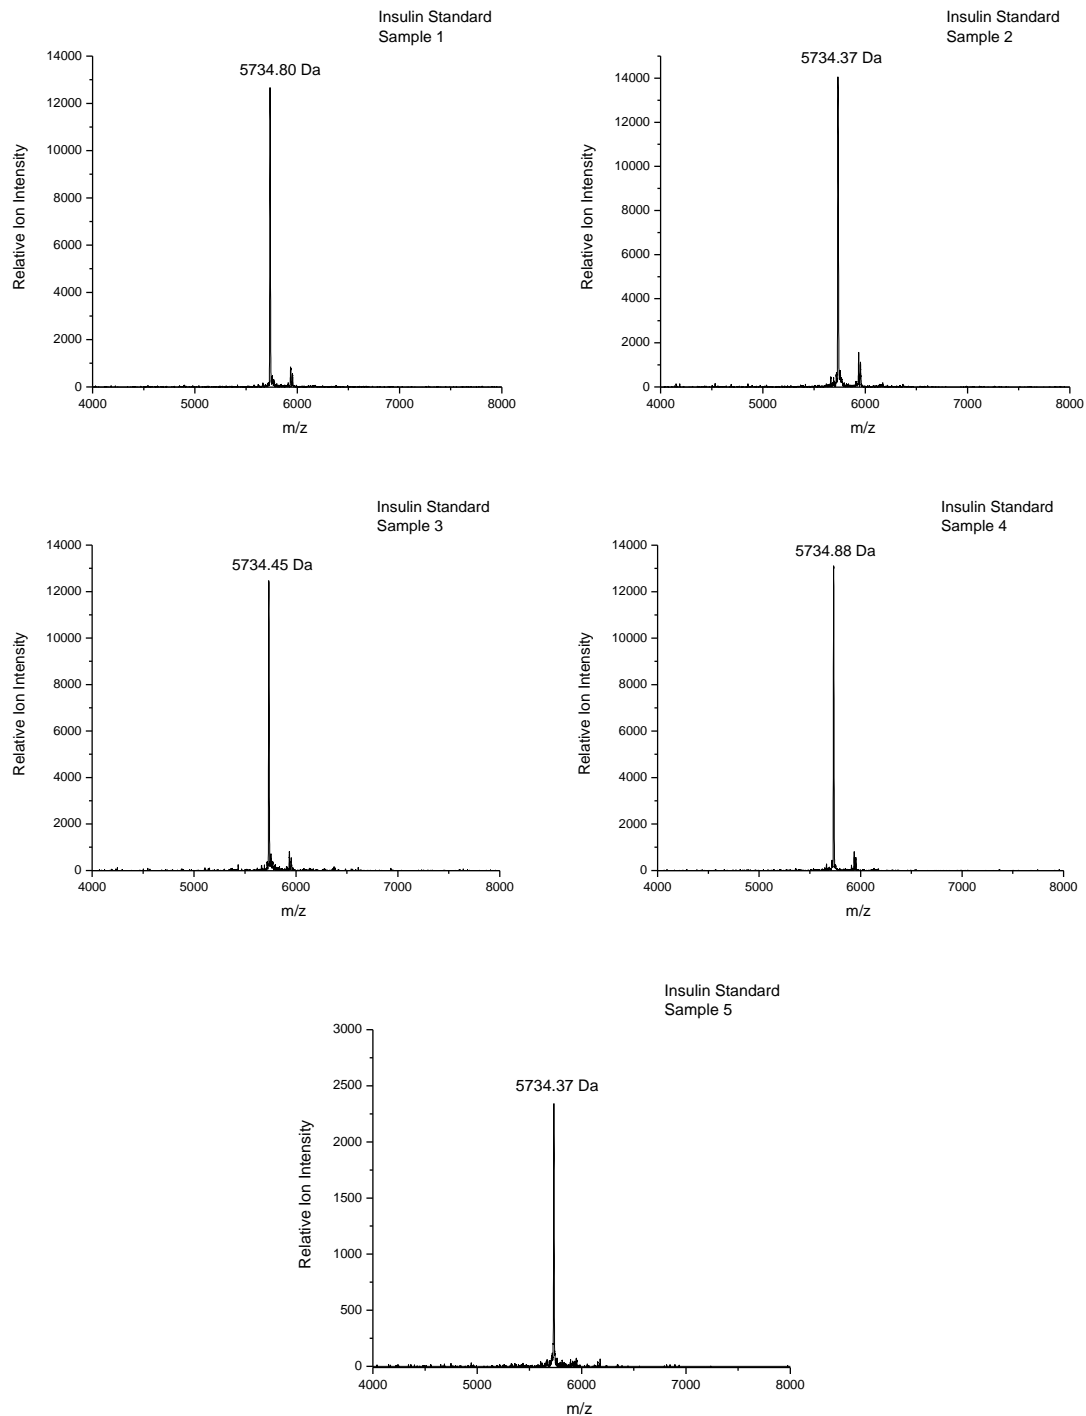 Insulin Standard
Sample 1
5734.80 Da
14000
12000
10000
8000
6000
4000
2000
0
Relative Ion Intensity
4000 5000 6000 7000 8000
m/z
Insulin Standard
Sample 2
5734.37 Da
14000
12000
10000
8000
6000
4000
2000
0
Relative Ion Intensity
4000 5000 6000 7000 8000
m/z
Insulin Standard
Sample 3
5734.45 Da
14000
12000
10000
8000
6000
4000
2000
0
Relative Ion Intensity
4000 5000 6000 7000 8000
m/z
Insulin Standard
Sample 4
5734.88 Da
14000
12000
10000
8000
6000
4000
2000
0
Relative Ion Intensity
4000 5000 6000 7000 8000
m/z
Insulin Standard
Sample 5
5734.37 Da
3000
2500
2000
1500
1000
500
0
Relative Ion Intensity
4000 5000 6000 7000 8000
m/z